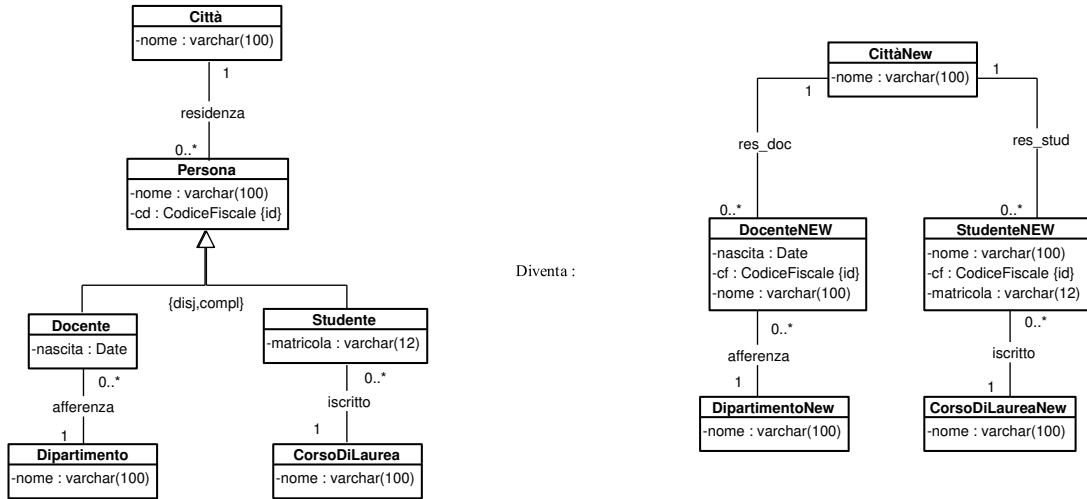 Città
-nome : varchar(100)
1
residenza
0..*
Persona
-nome : varchar(100)
-cd : CodiceFiscale {id}
{disj,compl}
Docente
-nascita : Date
Studente
-matricola : varchar(12)
0..*
afferenza
1
0..*
iscritto
1
Dipartimento
-nome : varchar(100)
CorsoDiLaurea
-nome : varchar(100)
Diventa :
CittàNew
-nome : varchar(100)
1
1
res_doc
res_stud
0..*
0..*
DocenteNEW
-nascita : Date
-cf : CodiceFiscale {id}
-nome : varchar(100)
StudenteNEW
-nome : varchar(100)
-cf : CodiceFiscale {id}
-matricola : varchar(12)
0..*
afferenza
1
0..*
iscritto
1
DipartimentoNew
-nome : varchar(100)
CorsoDiLaureaNew
-nome : varchar(100)